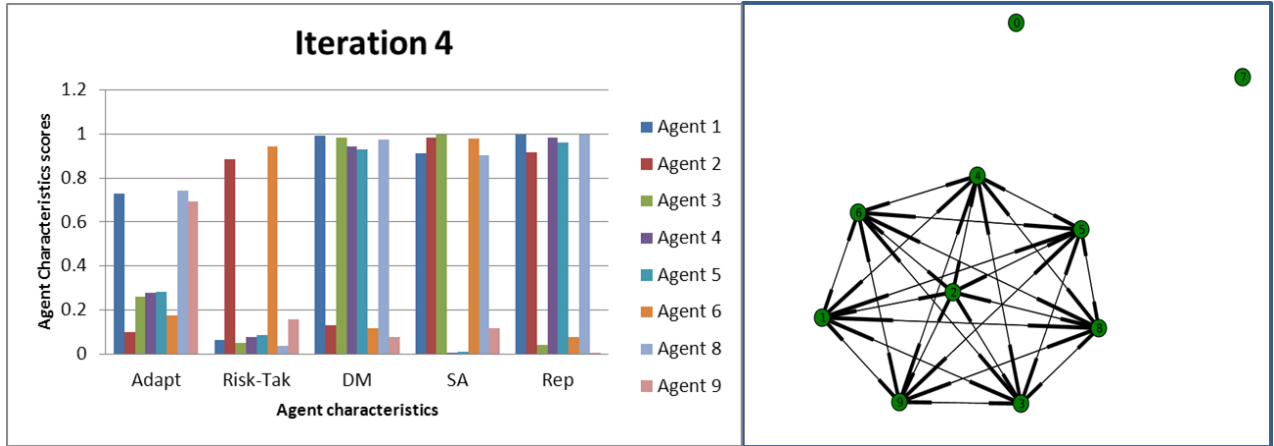 Iteration 4
Agent Characteristics scores
1.2
1
0.8
0.6
0.4
0.2
0
Adapt Risk-Tak DM SA Rep
Agent characteristics
Agent 1
Agent 2
Agent 3
Agent 4
Agent 5
Agent 6
Agent 8
Agent 9
0
7
4
6
5
2
1
8
9
3